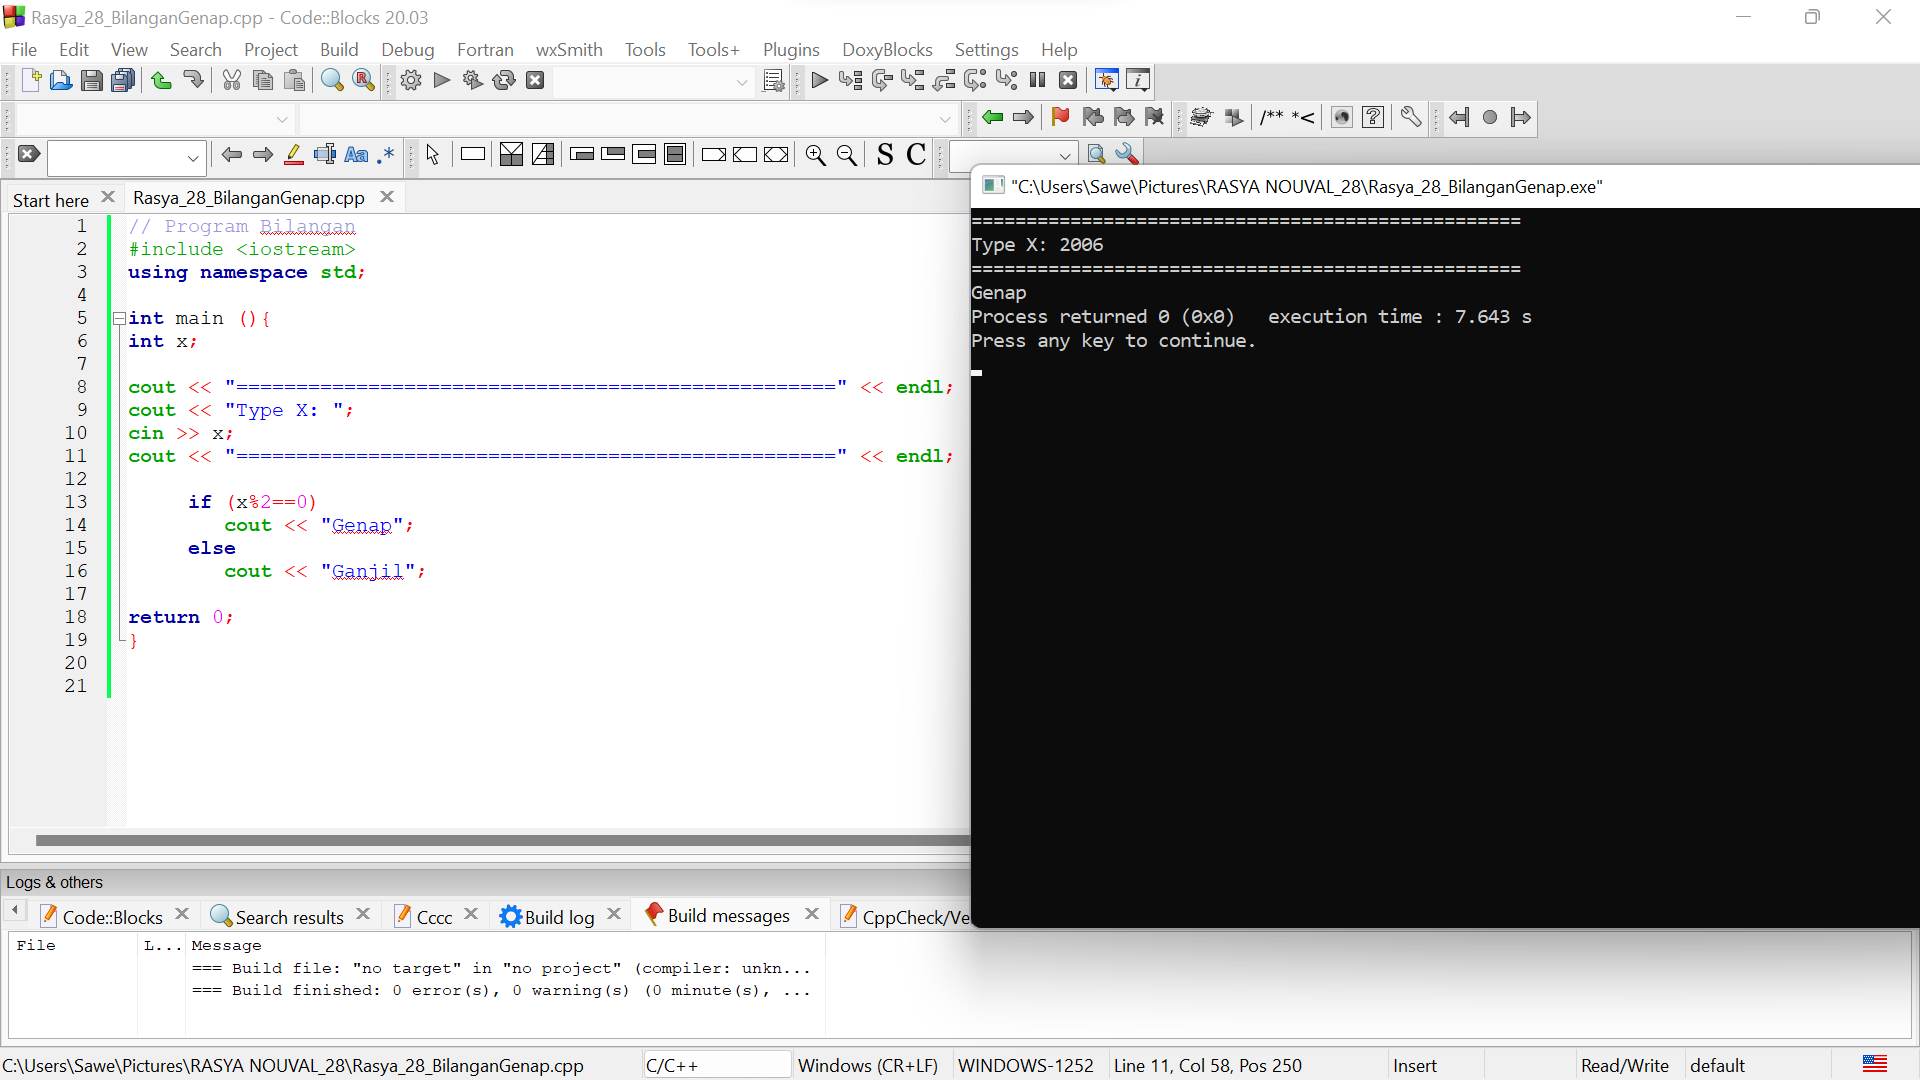 Rasya_28_BilanganGenap.cpp - Code::Blocks 20.03
File Edit View Search Project Build Debug Fortran wxSmith Tools Tools+ Plugins DoxyBlocks Settings Help
/** *<
Aa .* S C
Start here Rasya_28_BilanganGenap.cpp
1 // Program Bilangan
2 #include <iostream>
3 using namespace std;
4
5 int main (){
6 int x;
7
8 cout << "==================================================" << endl;
9 cout << "Type X: ";
10 cin >> x;
11 cout << "==================================================" << endl;
12
13 if (x%2==0)
14 cout << "Genap";
15 else
16 cout << "Ganjil";
17
18 return 0;
19 }
20
21
"C:\Users\Sawe\Pictures\RASYA NOUVAL_28\Rasya_28_BilanganGenap.exe"
==================================================
Type X: 2006
==================================================
Genap
Process returned 0 (0x0)   execution time : 7.643 s
Press any key to continue.
Logs & others
Code::Blocks Search results Cccc Build log Build messages CppCheck/Ve
File L... Message
=== Build file: "no target" in "no project" (compiler: unkn...
=== Build finished: 0 error(s), 0 warning(s) (0 minute(s), ...
C:\Users\Sawe\Pictures\RASYA NOUVAL_28\Rasya_28_BilanganGenap.cpp C/C++ Windows (CR+LF) WINDOWS-1252 Line 11, Col 58, Pos 250 Insert Read/Write default